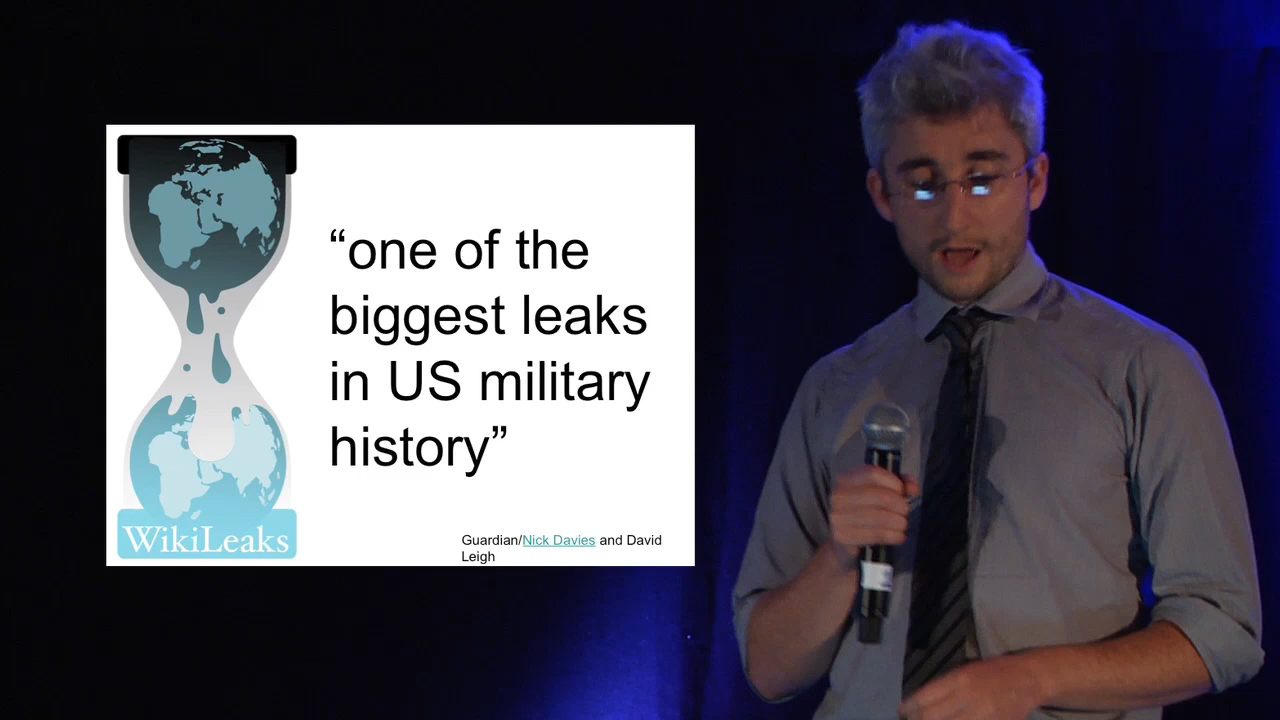 “one of the
biggest leaks
in US military
history”
WikiLeaks
Guardian/Nick Davies and David
Leigh